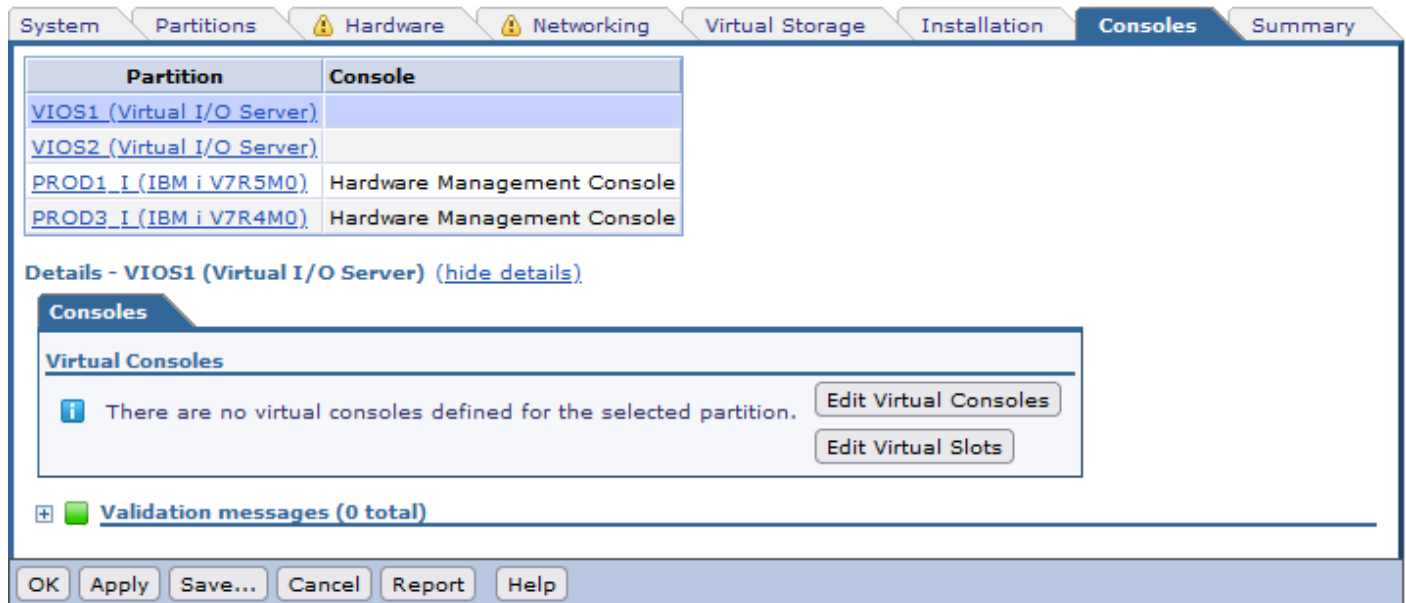 System Partitions Hardware Networking Virtual Storage Installation Consoles Summary
Partition Console
VIOS1 (Virtual I/O Server)
VIOS2 (Virtual I/O Server)
PROD1_I (IBM i V7R5M0) Hardware Management Console
PROD3_I (IBM i V7R4M0) Hardware Management Console
Details - VIOS1 (Virtual I/O Server) (hide details)
Consoles
Virtual Consoles
There are no virtual consoles defined for the selected partition. Edit Virtual Consoles
Edit Virtual Slots
Validation messages (0 total)
OK Apply Save... Cancel Report Help